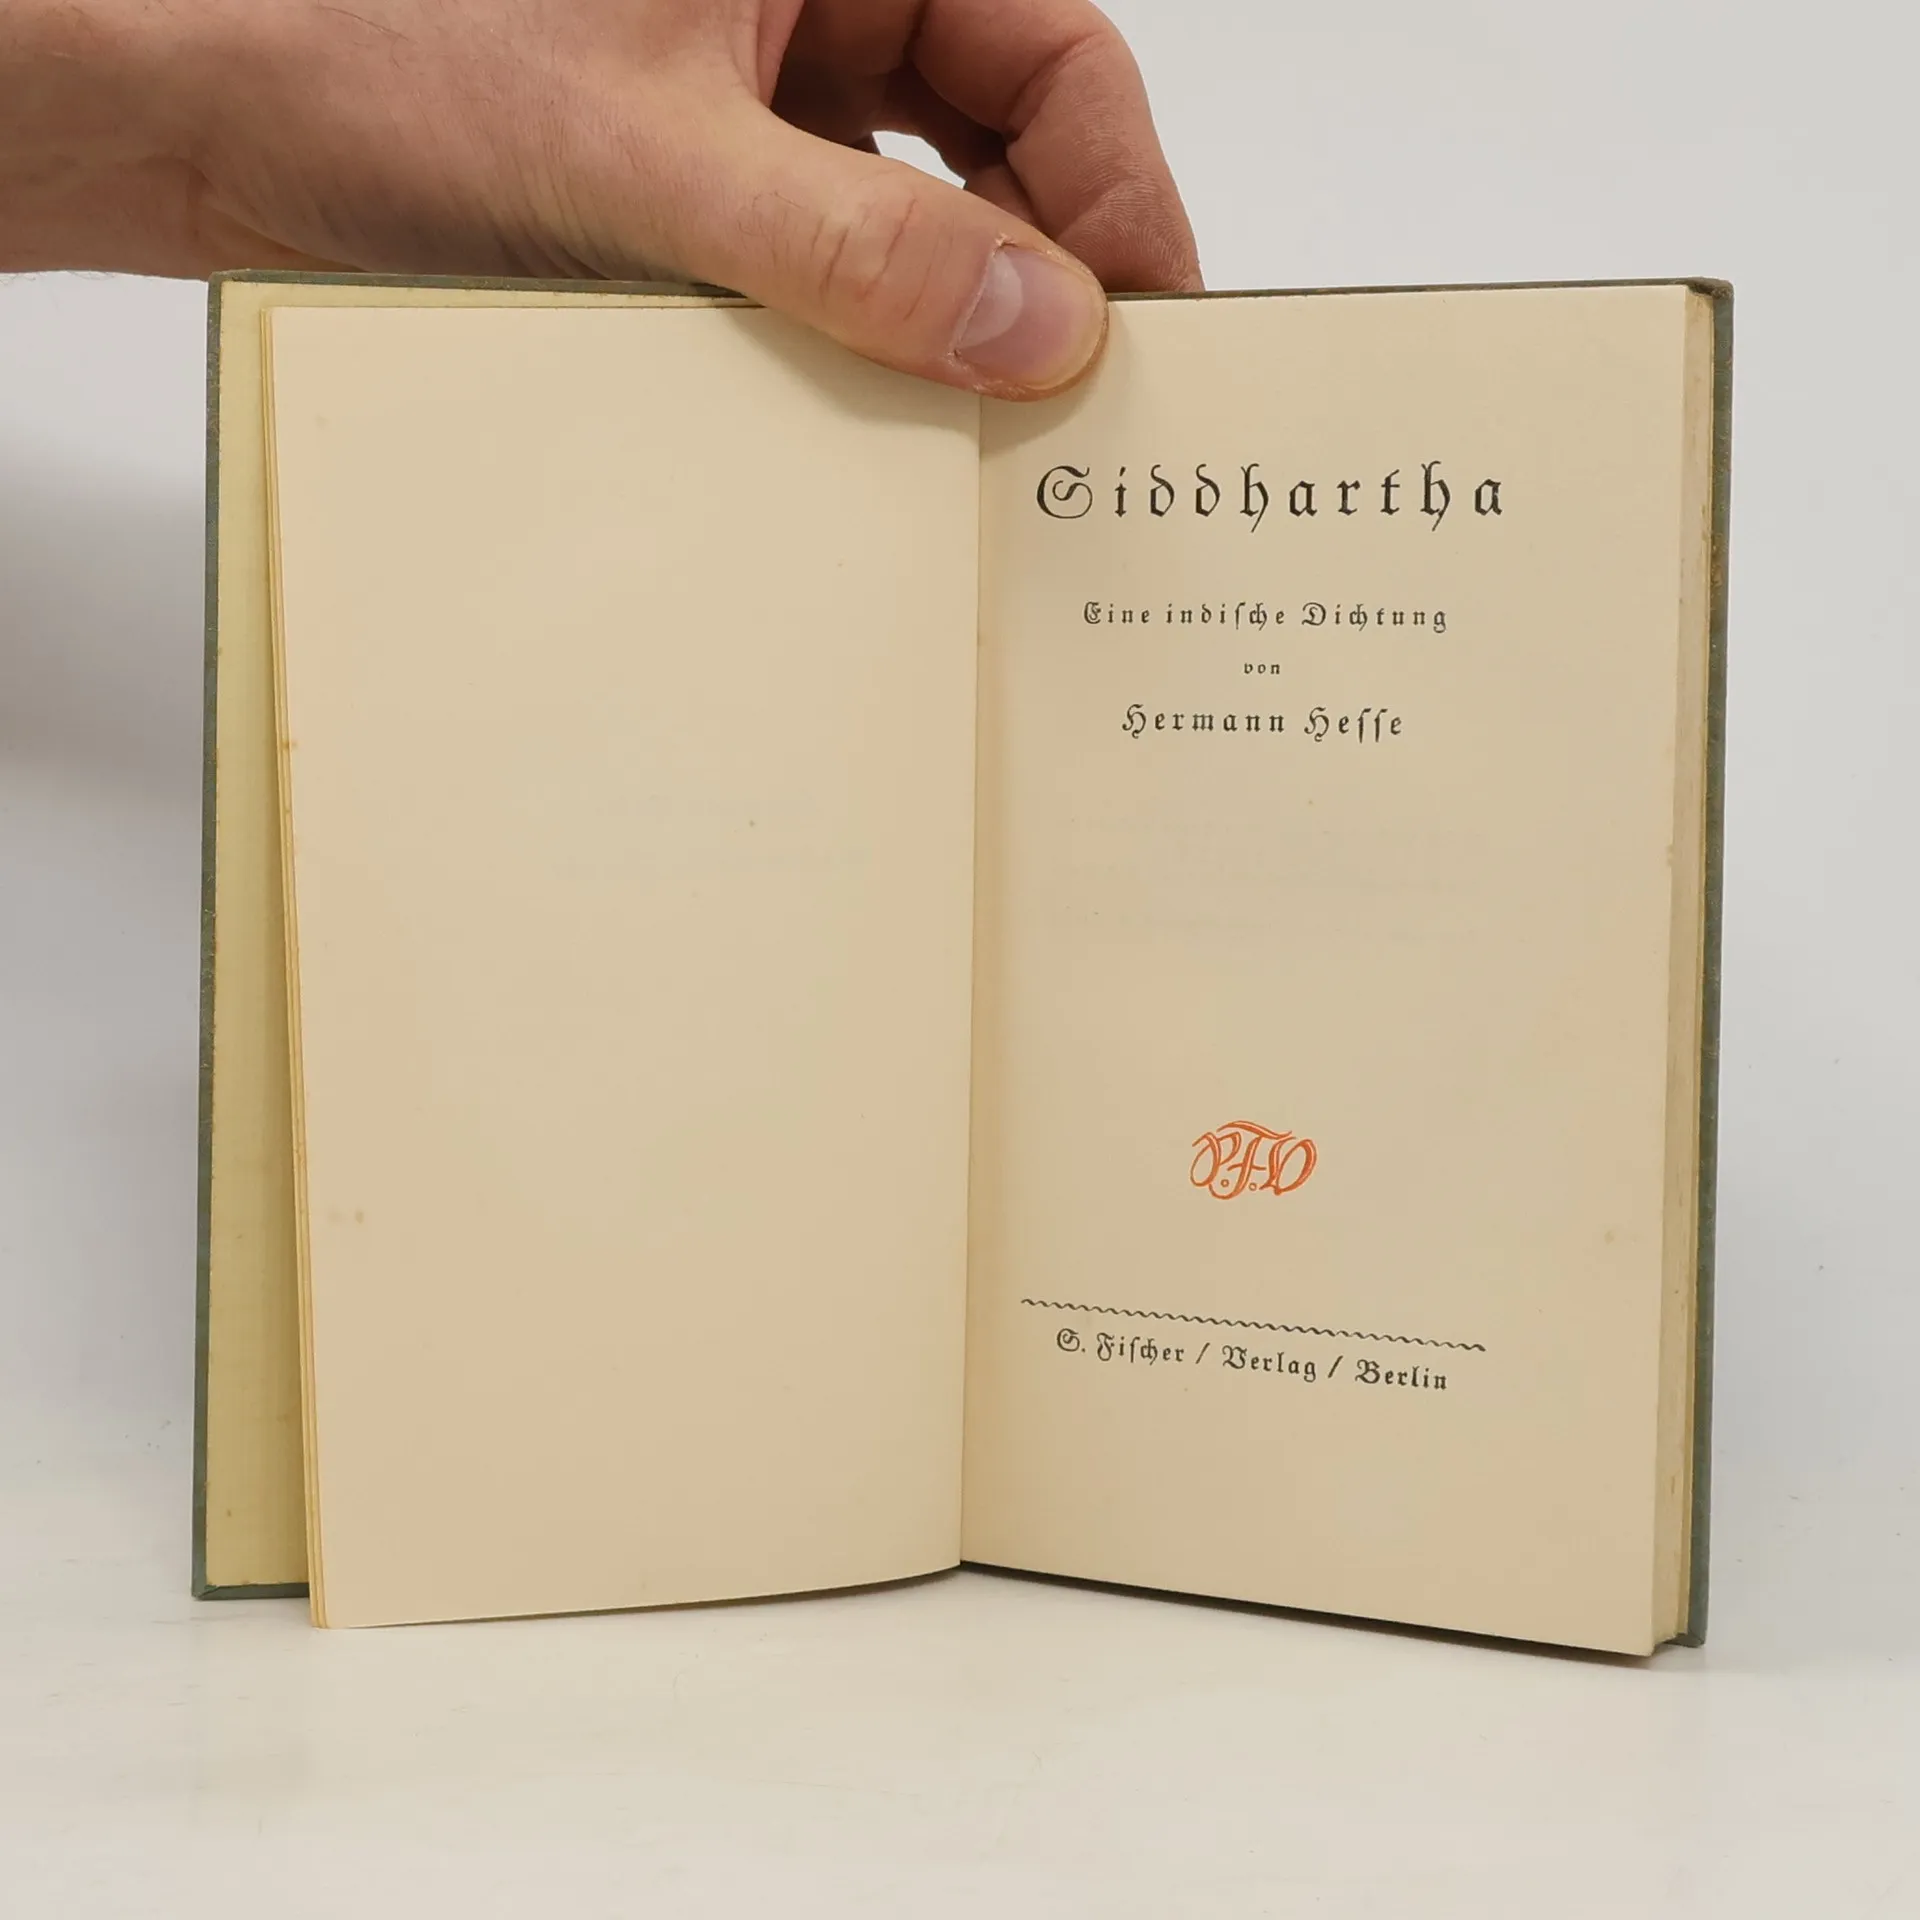 Siddhartha
Eine indiſche Dichtung
von
Hermann Heſſe
S. Fiſcher / Verlag / Berlin